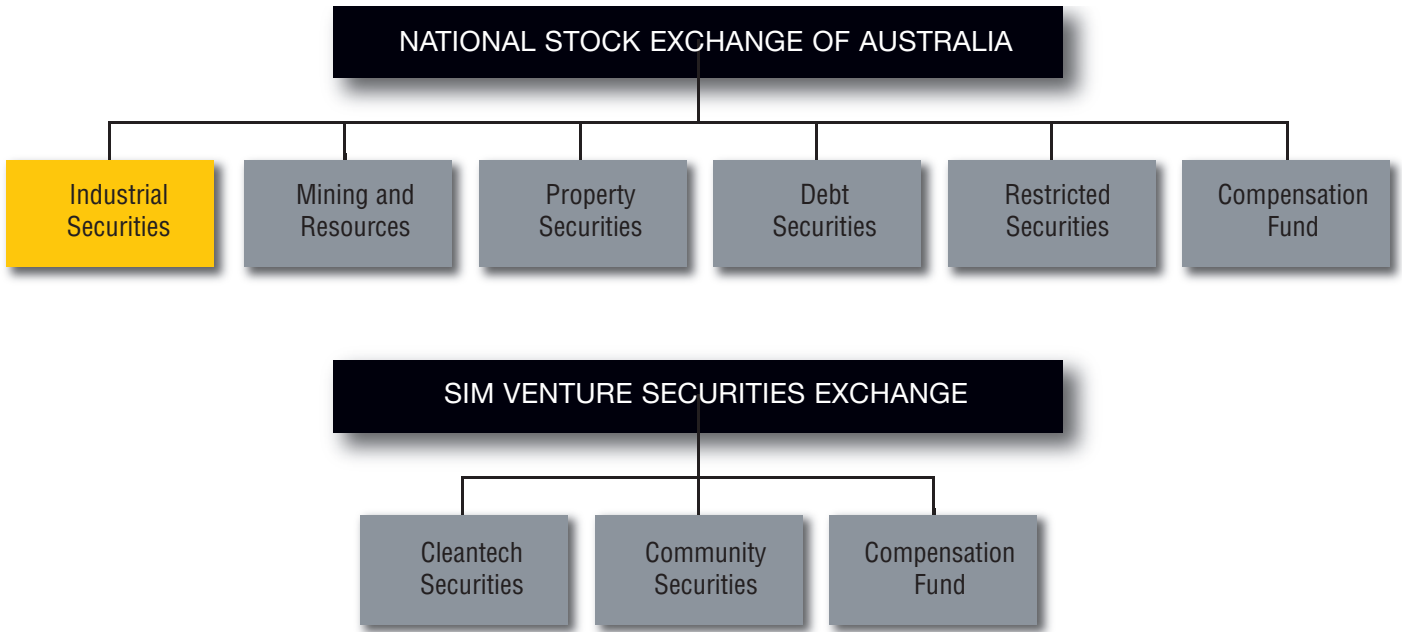 NATIONAL STOCK EXCHANGE OF AUSTRALIA
Industrial
Securities
Mining and
Resources
Property
Securities
Debt
Securities
Restricted
Securities
Compensation
Fund
SIM VENTURE SECURITIES EXCHANGE
Cleantech
Securities
Community
Securities
Compensation
Fund